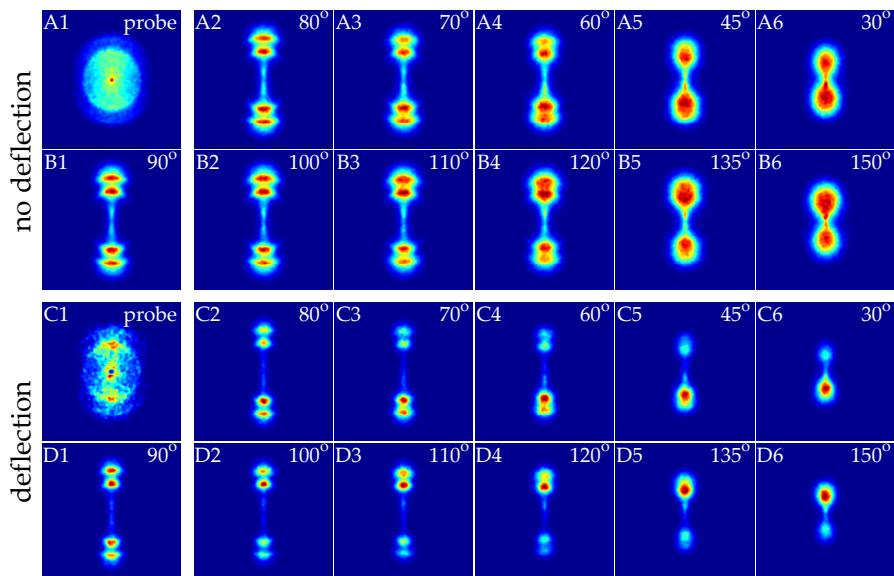 no deflection
A1 probe A2 80° A3 70° A4 60° A5 45° A6 30°
B1 90° B2 100° B3 110° B4 120° B5 135° B6 150°
deflection
C1 probe C2 80° C3 70° C4 60° C5 45° C6 30°
D1 90° D2 100° D3 110° D4 120° D5 135° D6 150°